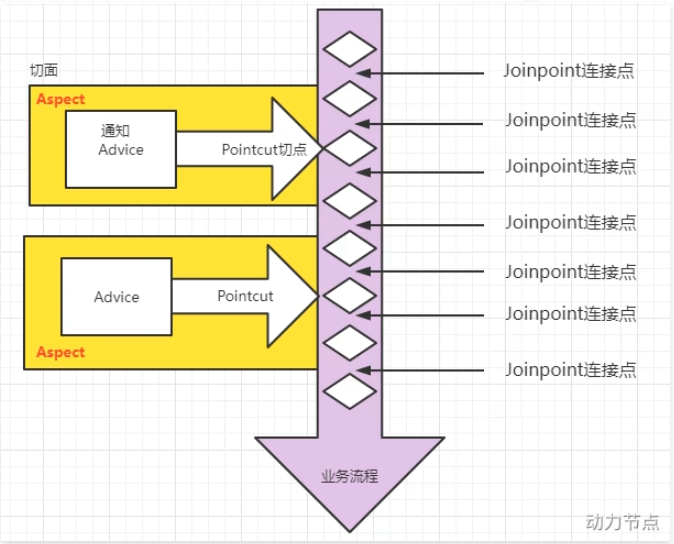 切面
Aspect
通知
Advice
Pointcut切点
Advice
Pointcut
Aspect
Joinpoint连接点
Joinpoint连接点
Joinpoint连接点
Joinpoint连接点
Joinpoint连接点
Joinpoint连接点
Joinpoint连接点
业务流程
动力节点